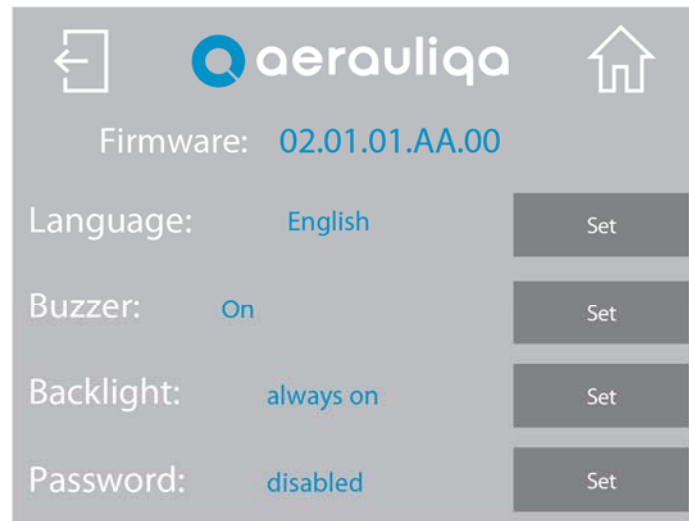 aerauliqa
Firmware: 02.01.01.AA.00
Language: English Set
Buzzer: On Set
Backlight: always on Set
Password: disabled Set